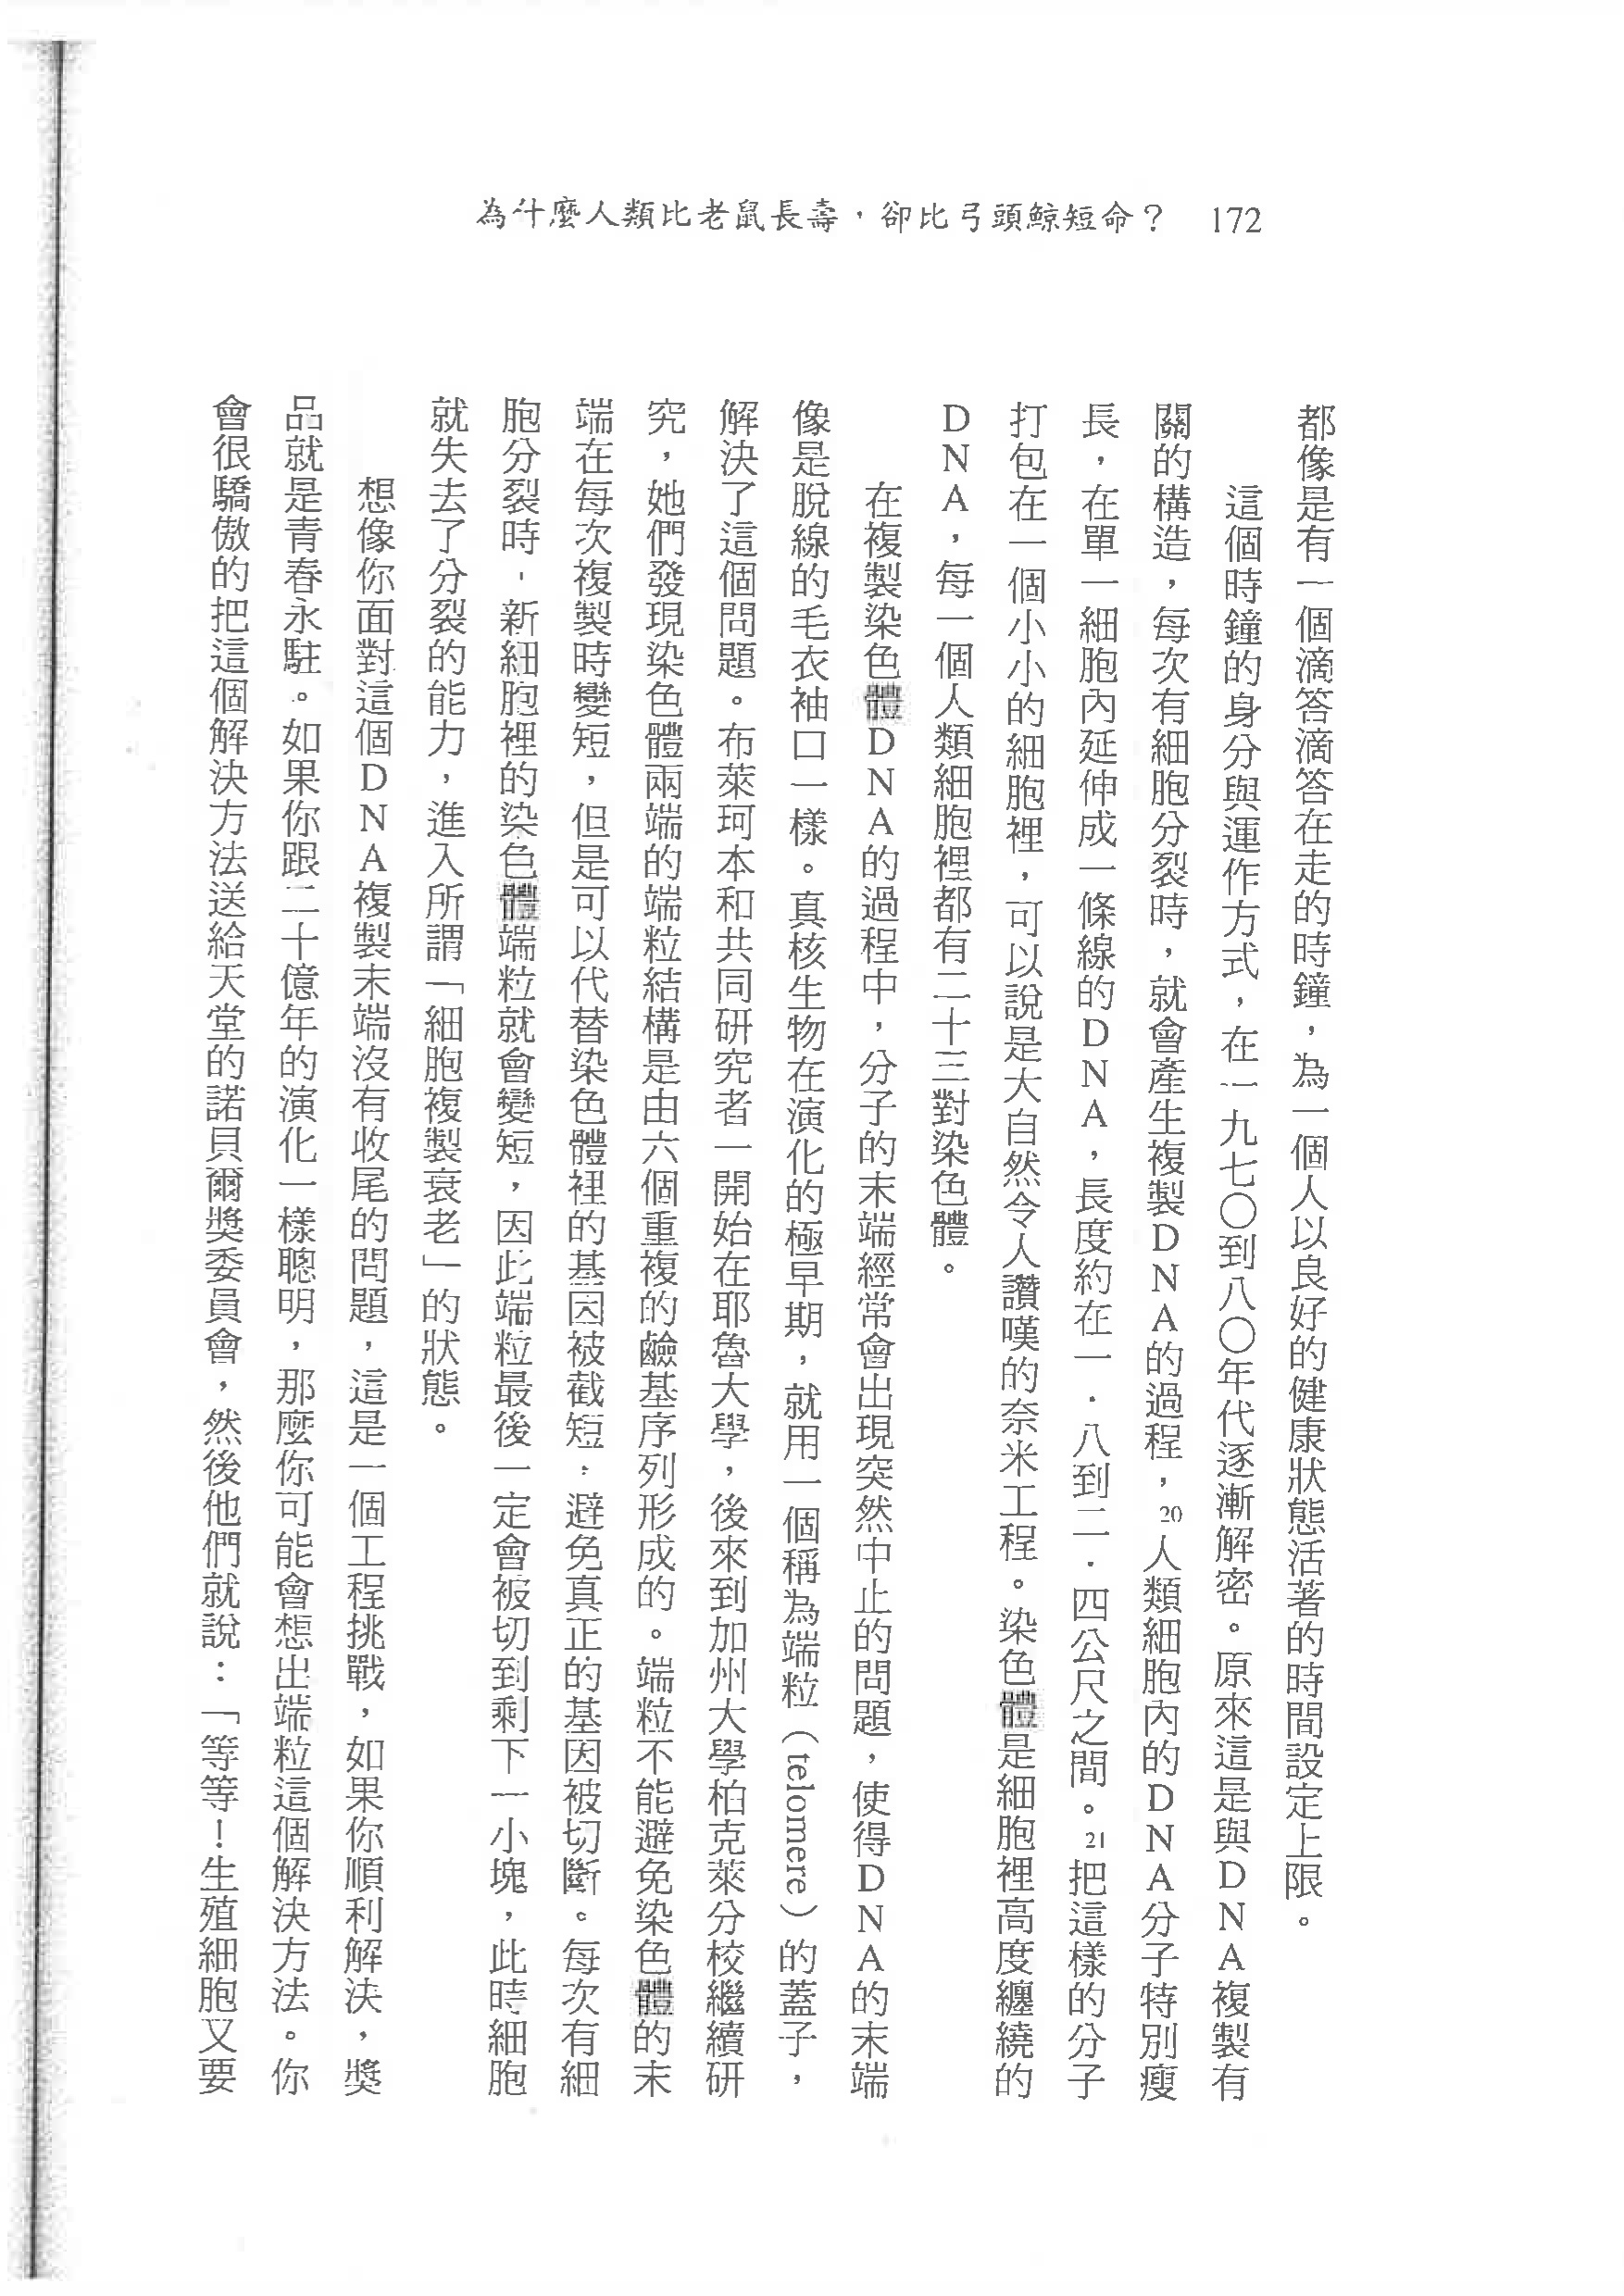 為什麼人類比老鼠長壽，卻比弓頭鯨短命？ 172
都像是有一個滴答滴答在走的時鐘，為一個人以良好的健康狀態活著的時間設定上限。
這個時鐘的身分與運作方式，在一九七〇到八〇年代逐漸解密。原來這是與DNA複製有
關的構造，每次有細胞分裂時，就會產生複製DNA的過程，20人類細胞內的DNA分子特別瘦
長，在單一細胞內延伸成一條線的DNA，長度約在一．八到二．四公尺之間。21把這樣的分子
打包在一個小小的細胞裡，可以說是大自然令人讚嘆的奈米工程。染色體是細胞裡高度纏繞的
DNA，每一個人類細胞裡都有二十三對染色體。
在複製染色體DNA的過程中，分子的末端經常會出現突然中止的問題，使得DNA的末端
像是脫線的毛衣袖口一樣。真核生物在演化的極早期，就用一個稱為端粒（telomere）的蓋子，
解決了這個問題。布萊珂本和共同研究者一開始在耶魯大學，後來到加州大學柏克萊分校繼續研
究，她們發現染色體兩端的端粒結構是由六個重複的鹼基序列形成的。端粒不能避免染色體的末
端在每次複製時變短，但是可以代替染色體裡的基因被截短，避免真正的基因被切斷。每次有細
胞分裂時，新細胞裡的染色體端粒就會變短，因此端粒最後一定會被切到剩下一小塊，此時細胞
就失去了分裂的能力，進入所謂「細胞複製衰老」的狀態。
想像你面對這個DNA複製末端沒有收尾的問題，這是一個工程挑戰，如果你順利解決，獎
品就是青春永駐。如果你跟二十億年的演化一樣聰明，那麼你可能會想出端粒這個解決方法。你
會很驕傲的把這個解決方法送給天堂的諾貝爾獎委員會，然後他們就說：「等等！生殖細胞又要